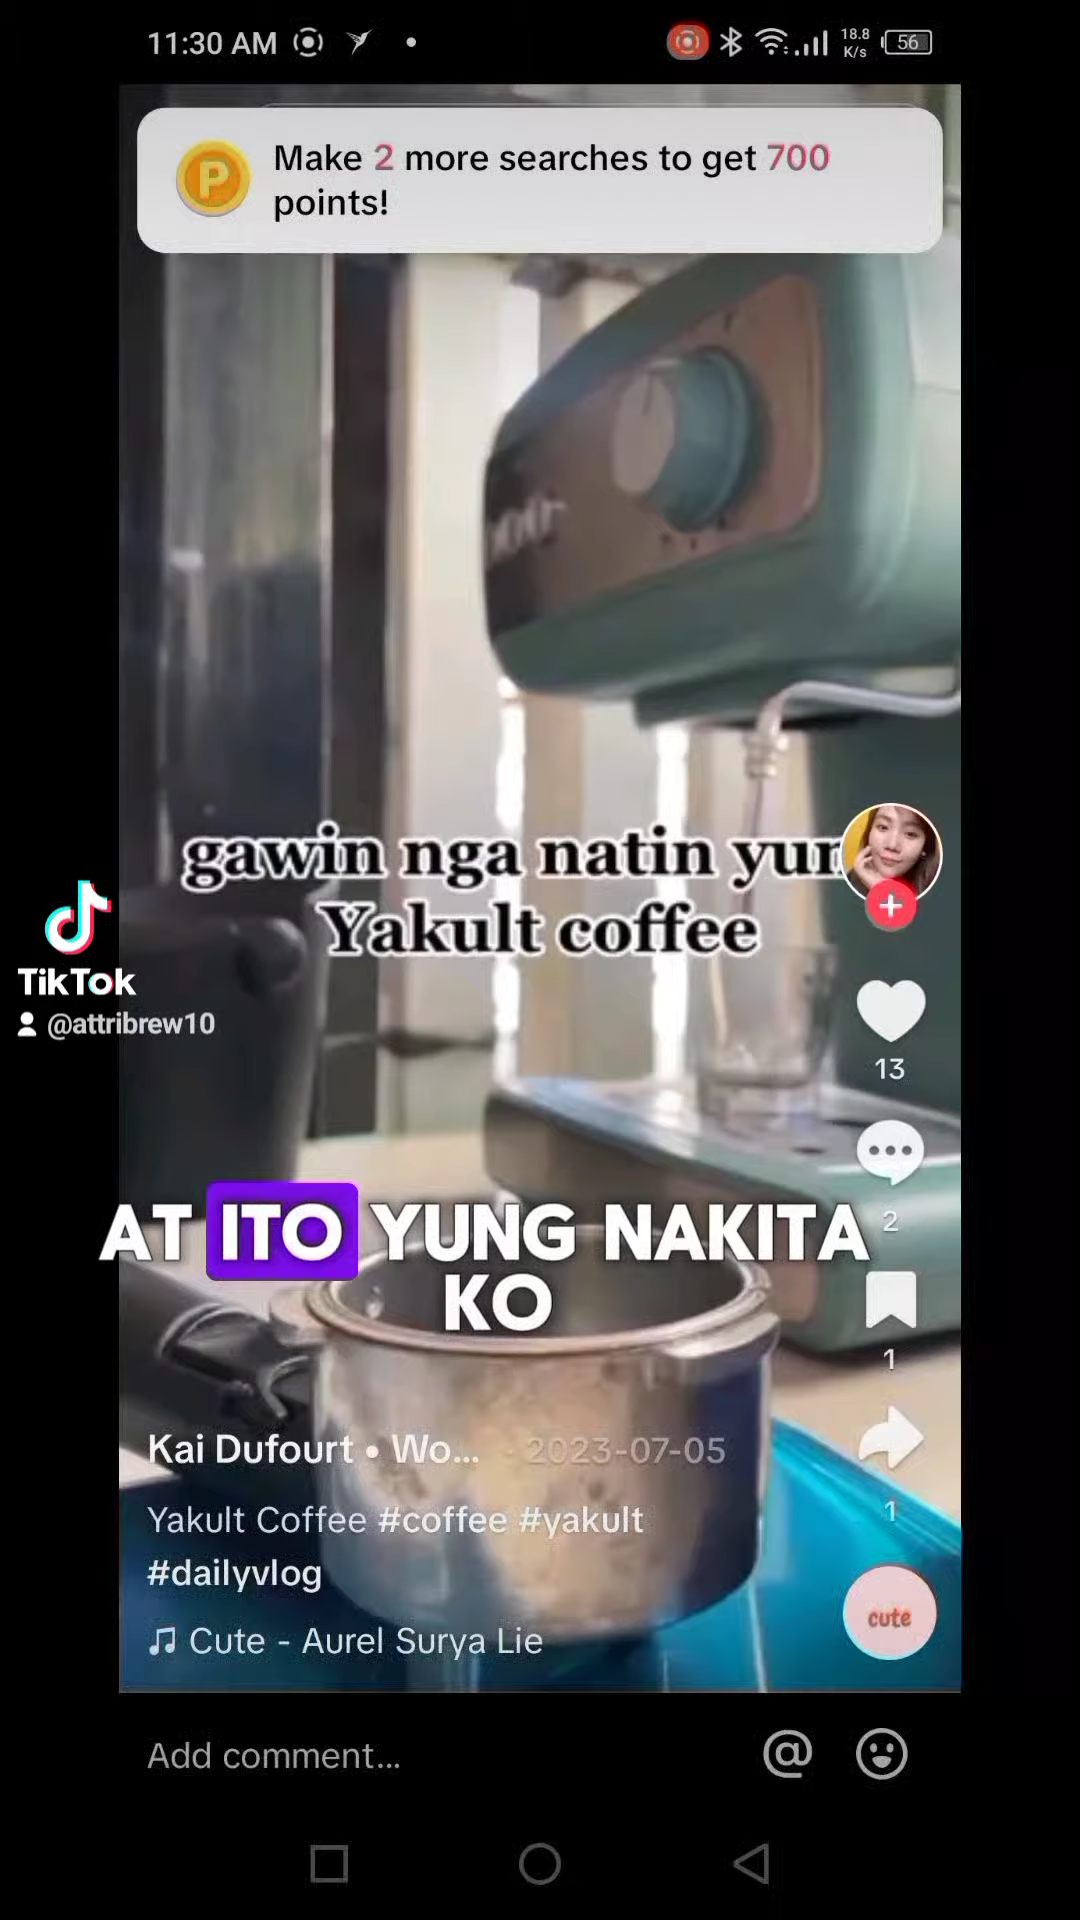 11:30 AM
18.8
K/s
56
P
Make 2 more searches to get 700
points!
gawin nga natin yun
Yakult coffee
TikTok
@attribrew10
13
AT ITO YUNG NAKITA
KO
2
1
Kai Dufourt • Wo... 2023-07-05
1
Yakult Coffee #coffee #yakult
#dailyvlog
cute
Cute - Aurel Surya Lie
Add comment...
@